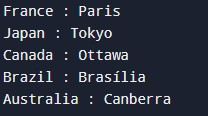 France : Paris
Japan : Tokyo
Canada : Ottawa
Brazil : Brasília
Australia : Canberra